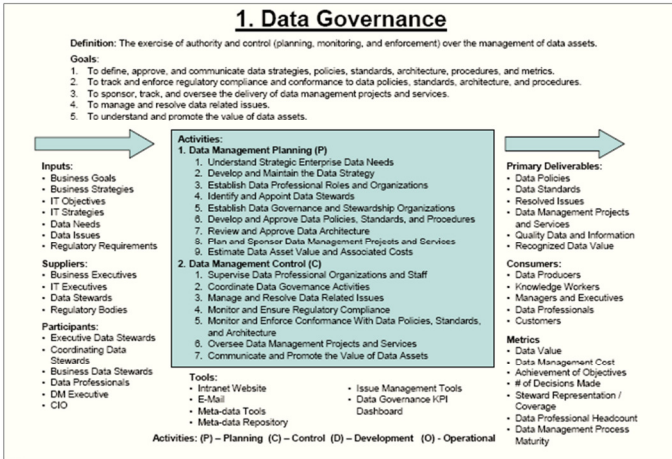 1. Data Governance
Definition: The exercise of authority and control (planning, monitoring, and enforcement) over the management of data assets.
Goals:
1. To define, approve, and communicate data strategies, policies, standards, architecture, procedures, and metrics.
2. To track and enforce regulatory compliance and conformance to data policies, standards, architecture, and procedures.
3. To sponsor, track, and oversee the delivery of data management projects and services.
4. To manage and resolve data related issues.
5. To understand and promote the value of data assets.
Inputs:
• Business Goals
• Business Strategies
• IT Objectives
• IT Strategies
• Data Needs
• Data Issues
• Regulatory Requirements
Suppliers:
• Business Executives
• IT Executives
• Data Stewards
• Regulatory Bodies
Participants:
• Executive Data Stewards
• Coordinating Data
Stewards
• Business Data Stewards
• Data Professionals
• DM Executive
• CIO
Activities:
1. Data Management Planning (P)
1. Understand Strategic Enterprise Data Needs
2. Develop and Maintain the Data Strategy
3. Establish Data Professional Roles and Organizations
4. Identify and Appoint Data Stewards
5. Establish Data Governance and Stewardship Organizations
6. Develop and Approve Data Policies, Standards, and Procedures
7. Review and Approve Data Architecture
8. Plan and Sponsor Data Management Projects and Services
9. Estimate Data Asset Value and Associated Costs
2. Data Management Control (C)
1. Supervise Data Professional Organizations and Staff
2. Coordinate Data Governance Activities
3. Manage and Resolve Data Related Issues
4. Monitor and Ensure Regulatory Compliance
5. Monitor and Enforce Conformance With Data Policies, Standards,
and Architecture
6. Oversee Data Management Projects and Services
7. Communicate and Promote the Value of Data Assets
Tools:
• Intranet Website
• E-Mail
• Meta-data Tools
• Meta-data Repository
• Issue Management Tools
• Data Governance KPI
Dashboard
Primary Deliverables:
• Data Policies
• Data Standards
• Resolved Issues
• Data Management Projects
and Services
• Quality Data and Information
• Recognized Data Value
Consumers:
• Data Producers
• Knowledge Workers
• Managers and Executives
• Data Professionals
• Customers
Metrics
• Data Value
• Data Management Cost
• Achievement of Objectives
• # of Decisions Made
• Steward Representation /
Coverage
• Data Professional Headcount
• Data Management Process
Maturity
Activities: (P) – Planning (C) – Control (D) – Development (O) - Operational